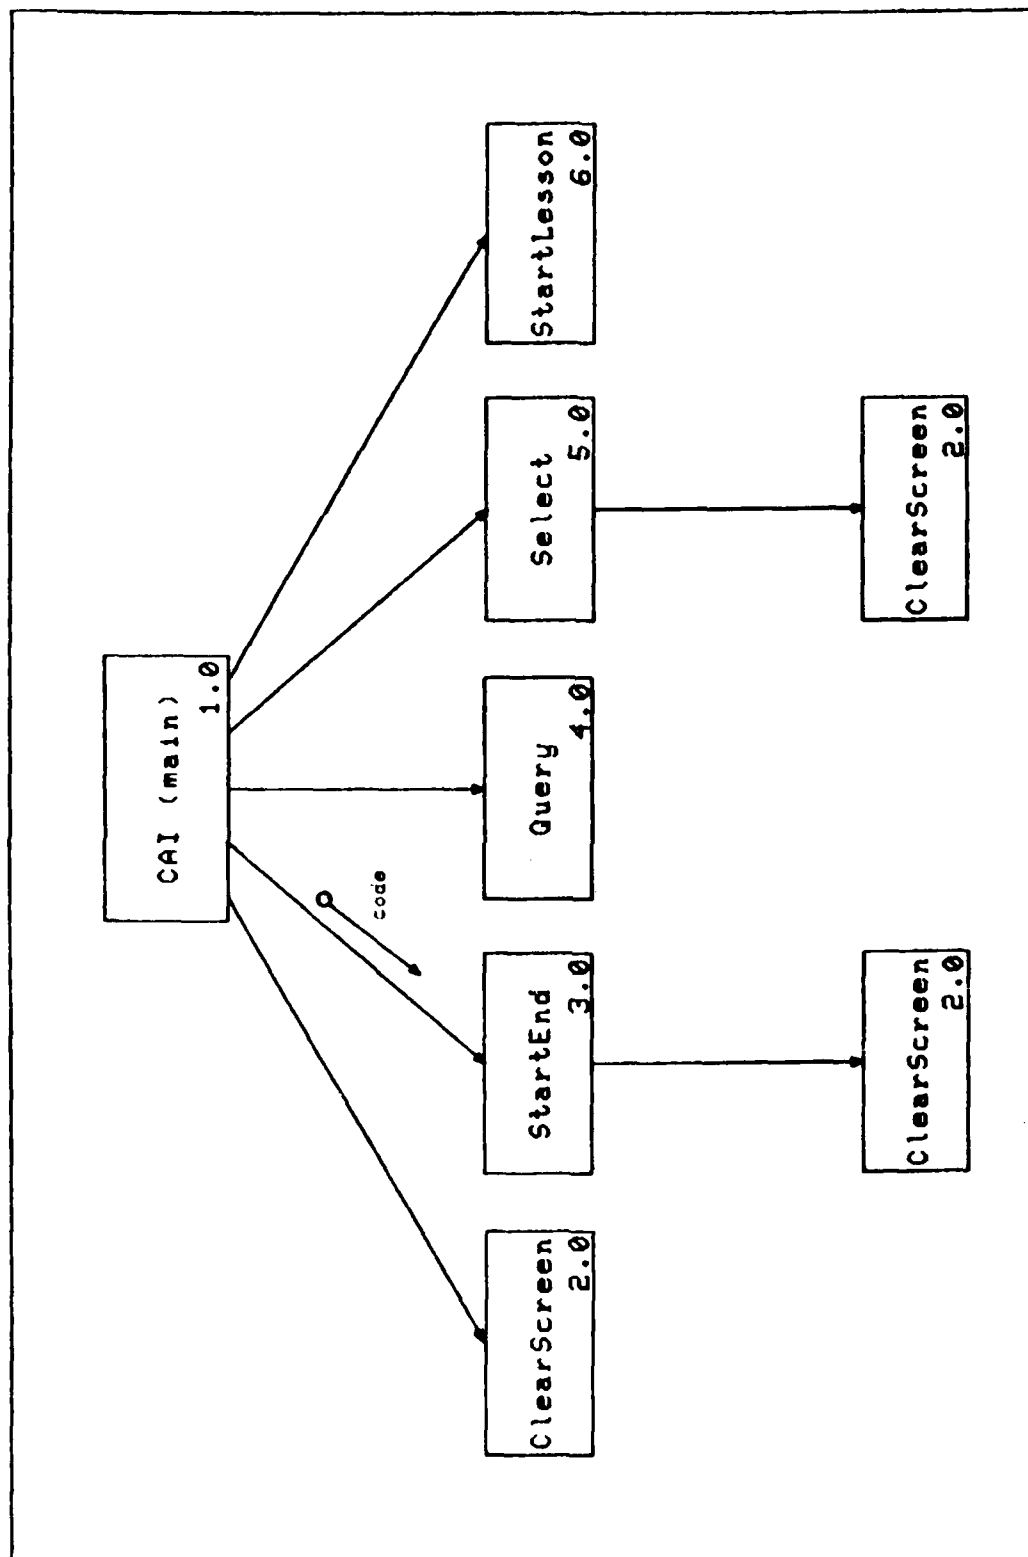 CAI (main)
1.0
code
ClearScreen
2.0
StartEnd
3.0
Query
4.0
Select
5.0
StartLesson
6.0
ClearScreen
2.0
ClearScreen
2.0